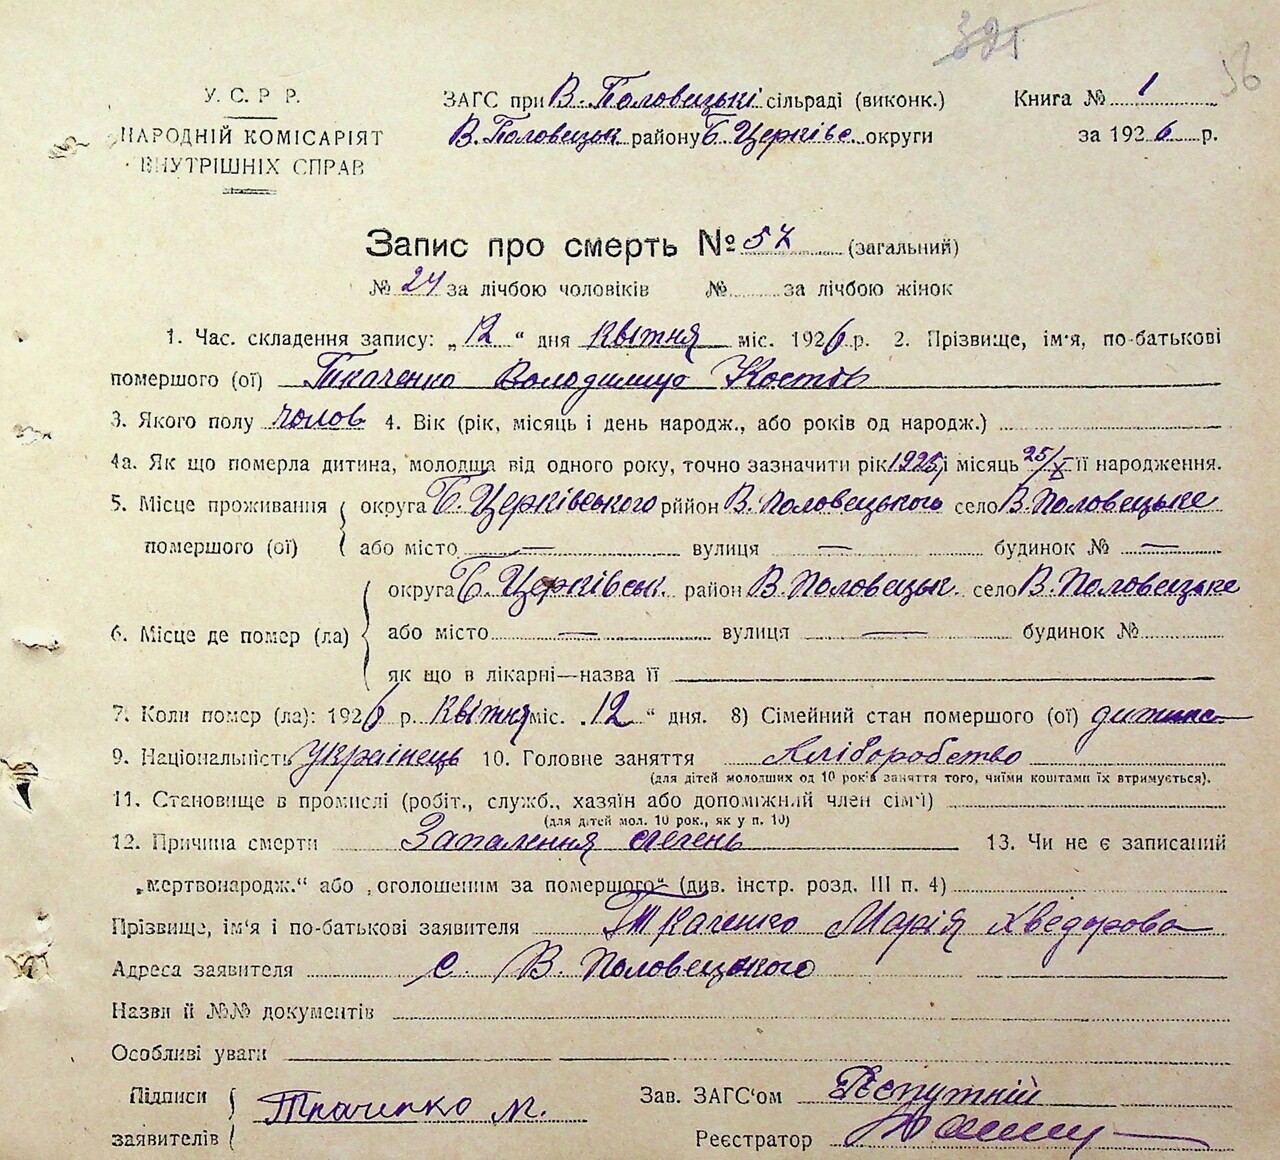 321
56
У. С. Р Р.
НАРОДНІЙ КОМІСАРІЯТ
ВНУТРІШНІХ СПРАВ
ЗАГС при В. Половецькі сільраді (виконк.)
В. Половецьк району Б. Церківс округи
Книга № 1
за 1926 р.
Запис про смерть № 57 (загальний)
№ 24 за лічбою чоловіків № за лічбою жінок
1. Час складення запису: „12“ дня квітня міс. 1926 р. 2. Прізвище, ім'я, по-батькові
помершого (ої) Ткаченко Володимир Костів
3. Якого полу чолов 4. Вік (рік, місяць і день народж., або років од народж.)
4а. Як що померла дитина, молодща від одного року, точно зазначити рік 1925 і місяць 25/X її народження.
5. Місце проживання округа Б. Церківського рйион В. Половецького село В. Половецьке
помершого (ої) або місто — вулиця — будинок № —
округа Б. Церківськ. район В. Половецьк. село В. Половецьке
6. Місце де помер (ла) або місто — вулиця — будинок №
як що в лікарні—назва її
7. Коли помер (ла): 1926 р. квітня міс. „12“ дня. 8) Сімейний стан помершого (ої) дитина
9. Національність українець 10. Головне заняття Хліборобство
(для дітей молодших од 10 років заняття того, чиїми коштами їх втримується).
11. Становище в промислі (робіт., служб., хазяїн або допоміжний член сім'ї)
(для дітей мол. 10 рок., як у п. 10)
12. Причина смерти Запалення легень 13. Чи не є записаний
„мертвонародж.“ або „оголошеним за помершого“ (див. інстр. розд. III п. 4)
Прізвище, ім'я і по-батькові заявителя Ткаченко Марія Хведорова
Адреса заявителя с. В. Половецького
Назви й №№ документів
Особливі уваги
Підписи
заявителів
Ткаченко М.
Зав. ЗАГС'ом
Реєстратор